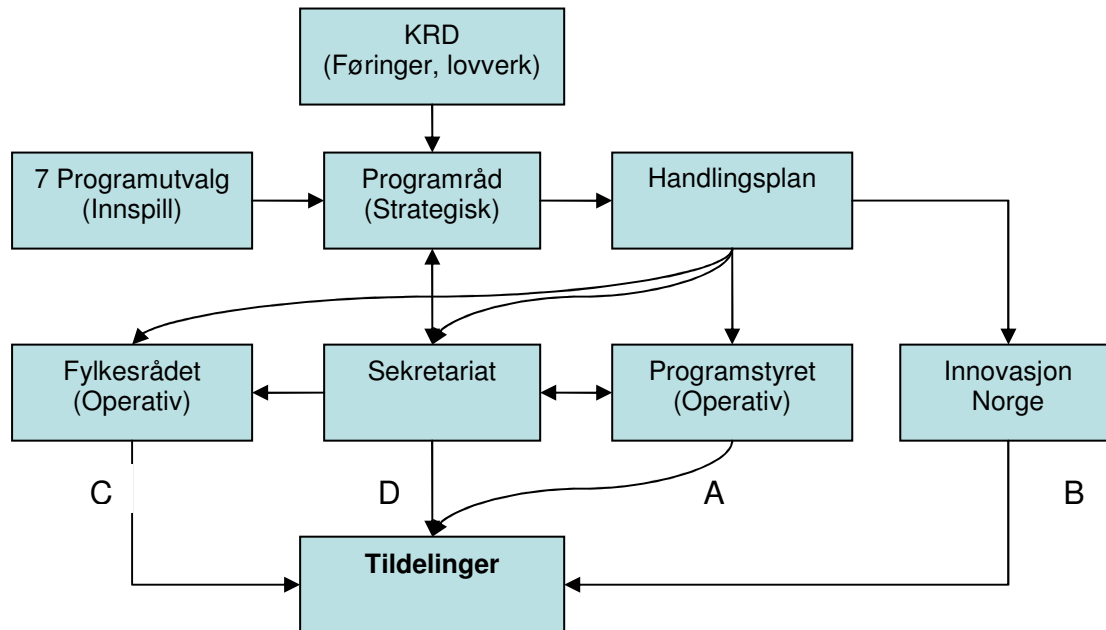 KRD
(Føringer, lovverk)
7 Programutvalg
(Innspill)
Programråd
(Strategisk)
Handlingsplan
Fylkesrådet
(Operativ)
Sekretariat
Programstyret
(Operativ)
Innovasjon
Norge
C
D
A
B
Tildelinger